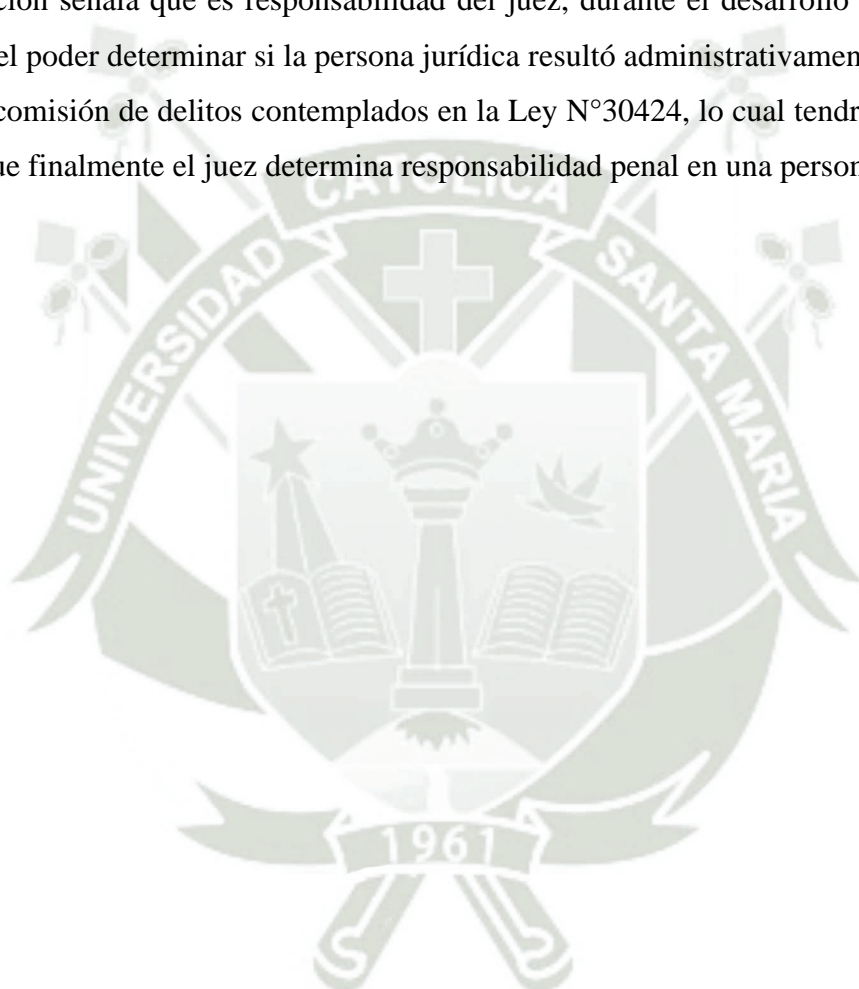 ción señala que es responsabilidad del juez, durante el desarrollo
el poder determinar si la persona jurídica resultó administrativamen
comisión de delitos contemplados en la Ley N°30424, lo cual tendr
ue finalmente el juez determina responsabilidad penal en una person
UNIVERSIDAD CATOLICA SANTA MARIA
1961